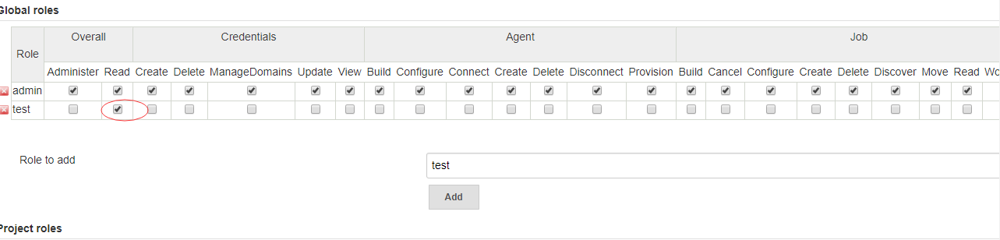 Global roles
Role Overall Credentials Agent Job
Administer Read Create Delete ManageDomains Update View Build Configure Connect Create Delete Disconnect Provision Build Cancel Configure Create Delete Discover Move Read Wo
admin
test
Role to add
test
Add
Project roles